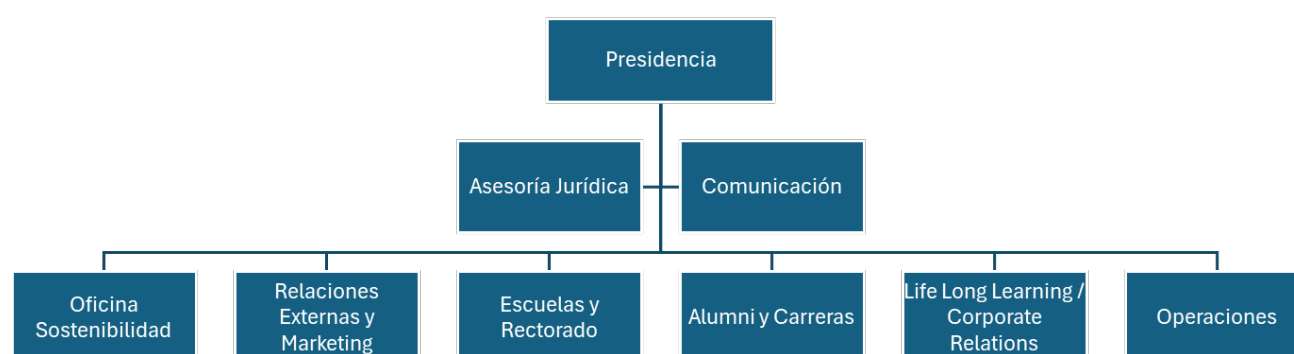 Presidencia
Asesoría Jurídica
Comunicación
Oficina
Sostenibilidad
Relaciones
Externas y
Marketing
Escuelas y
Rectorado
Alumni y Carreras
Life Long Learning /
Corporate
Relations
Operaciones